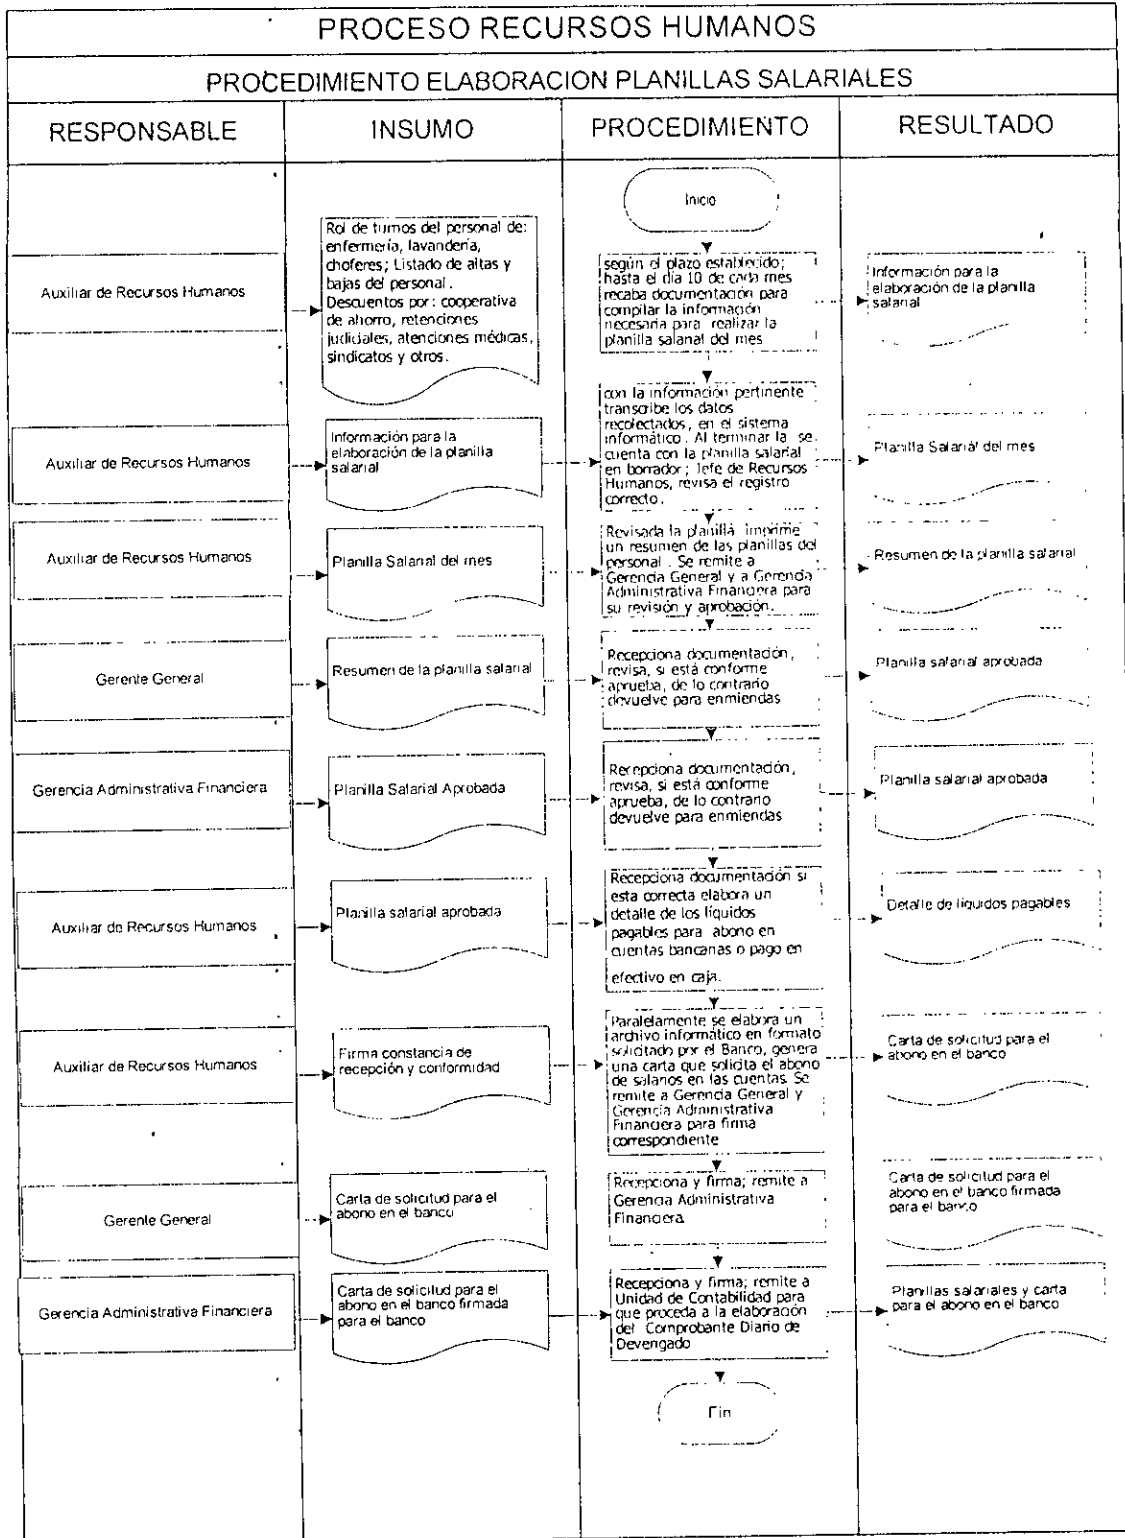 PROCESO RECURSOS HUMANOS
PROCEDIMIENTO ELABORACION PLANILLAS SALARIALES
RESPONSABLE
INSUMO
PROCEDIMIENTO
RESULTADO
Inicio
Auxiliar de Recursos Humanos
Rol de turnos del personal de:
enfermería, lavandería,
choferes; Listado de altas y
bajas del personal.
Descuentos por: cooperativa
de ahorro, retenciones
judiciales, atenciones médicas,
sindicatos y otros.
según el plazo establecido;
hasta el día 10 de cada mes
recaba documentación para
compilar la información
necesaria para realizar la
planilla salarial del mes
Información para la
elaboración de la planilla
salarial
Auxiliar de Recursos Humanos
Información para la
elaboración de la planilla
salarial
con la información pertinente
transcribe los datos
recolectados, en el sistema
informático. Al terminar la se
cuenta con la planilla salarial
en borrador; Jefe de Recursos
Humanos, revisa el registro
correcto.
Planilla Salarial del mes
Auxiliar de Recursos Humanos
Planilla Salarial del mes
Revisada la planilla imprime
un resumen de las planillas del
personal. Se remite a
Gerencia General y a Gerencia
Administrativa Financiera para
su revisión y aprobación.
Resumen de la planilla salarial
Gerente General
Resumen de la planilla salarial
Recepciona documentación,
revisa, si está conforme
aprueba, de lo contrario
devuelve para enmiendas
Planilla salarial aprobada
Gerencia Administrativa Financiera
Planilla Salarial Aprobada
Recepciona documentación,
revisa, si está conforme
aprueba, de lo contrario
devuelve para enmiendas
Planilla salarial aprobada
Auxiliar de Recursos Humanos
Planilla salarial aprobada
Recepciona documentación si
esta correcta elabora un
detalle de los líquidos
pagables para abono en
cuentas bancarias o pago en
efectivo en caja.
Detalle de líquidos pagables
Auxiliar de Recursos Humanos
Firma constancia de
recepción y conformidad
Paralelamente se elabora un
archivo informático en formato
solicitado por el Banco, genera
una carta que solicita el abono
de salarios en las cuentas. Se
remite a Gerencia General y
Gerencia Administrativa
Financiera para firma
correspondiente
Carta de solicitud para el
abono en el banco
Gerente General
Carta de solicitud para el
abono en el banco
Recepciona y firma; remite a
Gerencia Administrativa
Financiera
Carta de solicitud para el
abono en el banco firmada
para el banco
Gerencia Administrativa Financiera
Carta de solicitud para el
abono en el banco firmada
para el banco
Recepciona y firma; remite a
Unidad de Contabilidad para
que proceda a la elaboración
del Comprobante Diario de
Devengado
Planillas salariales y carta
para el abono en el banco
Fin